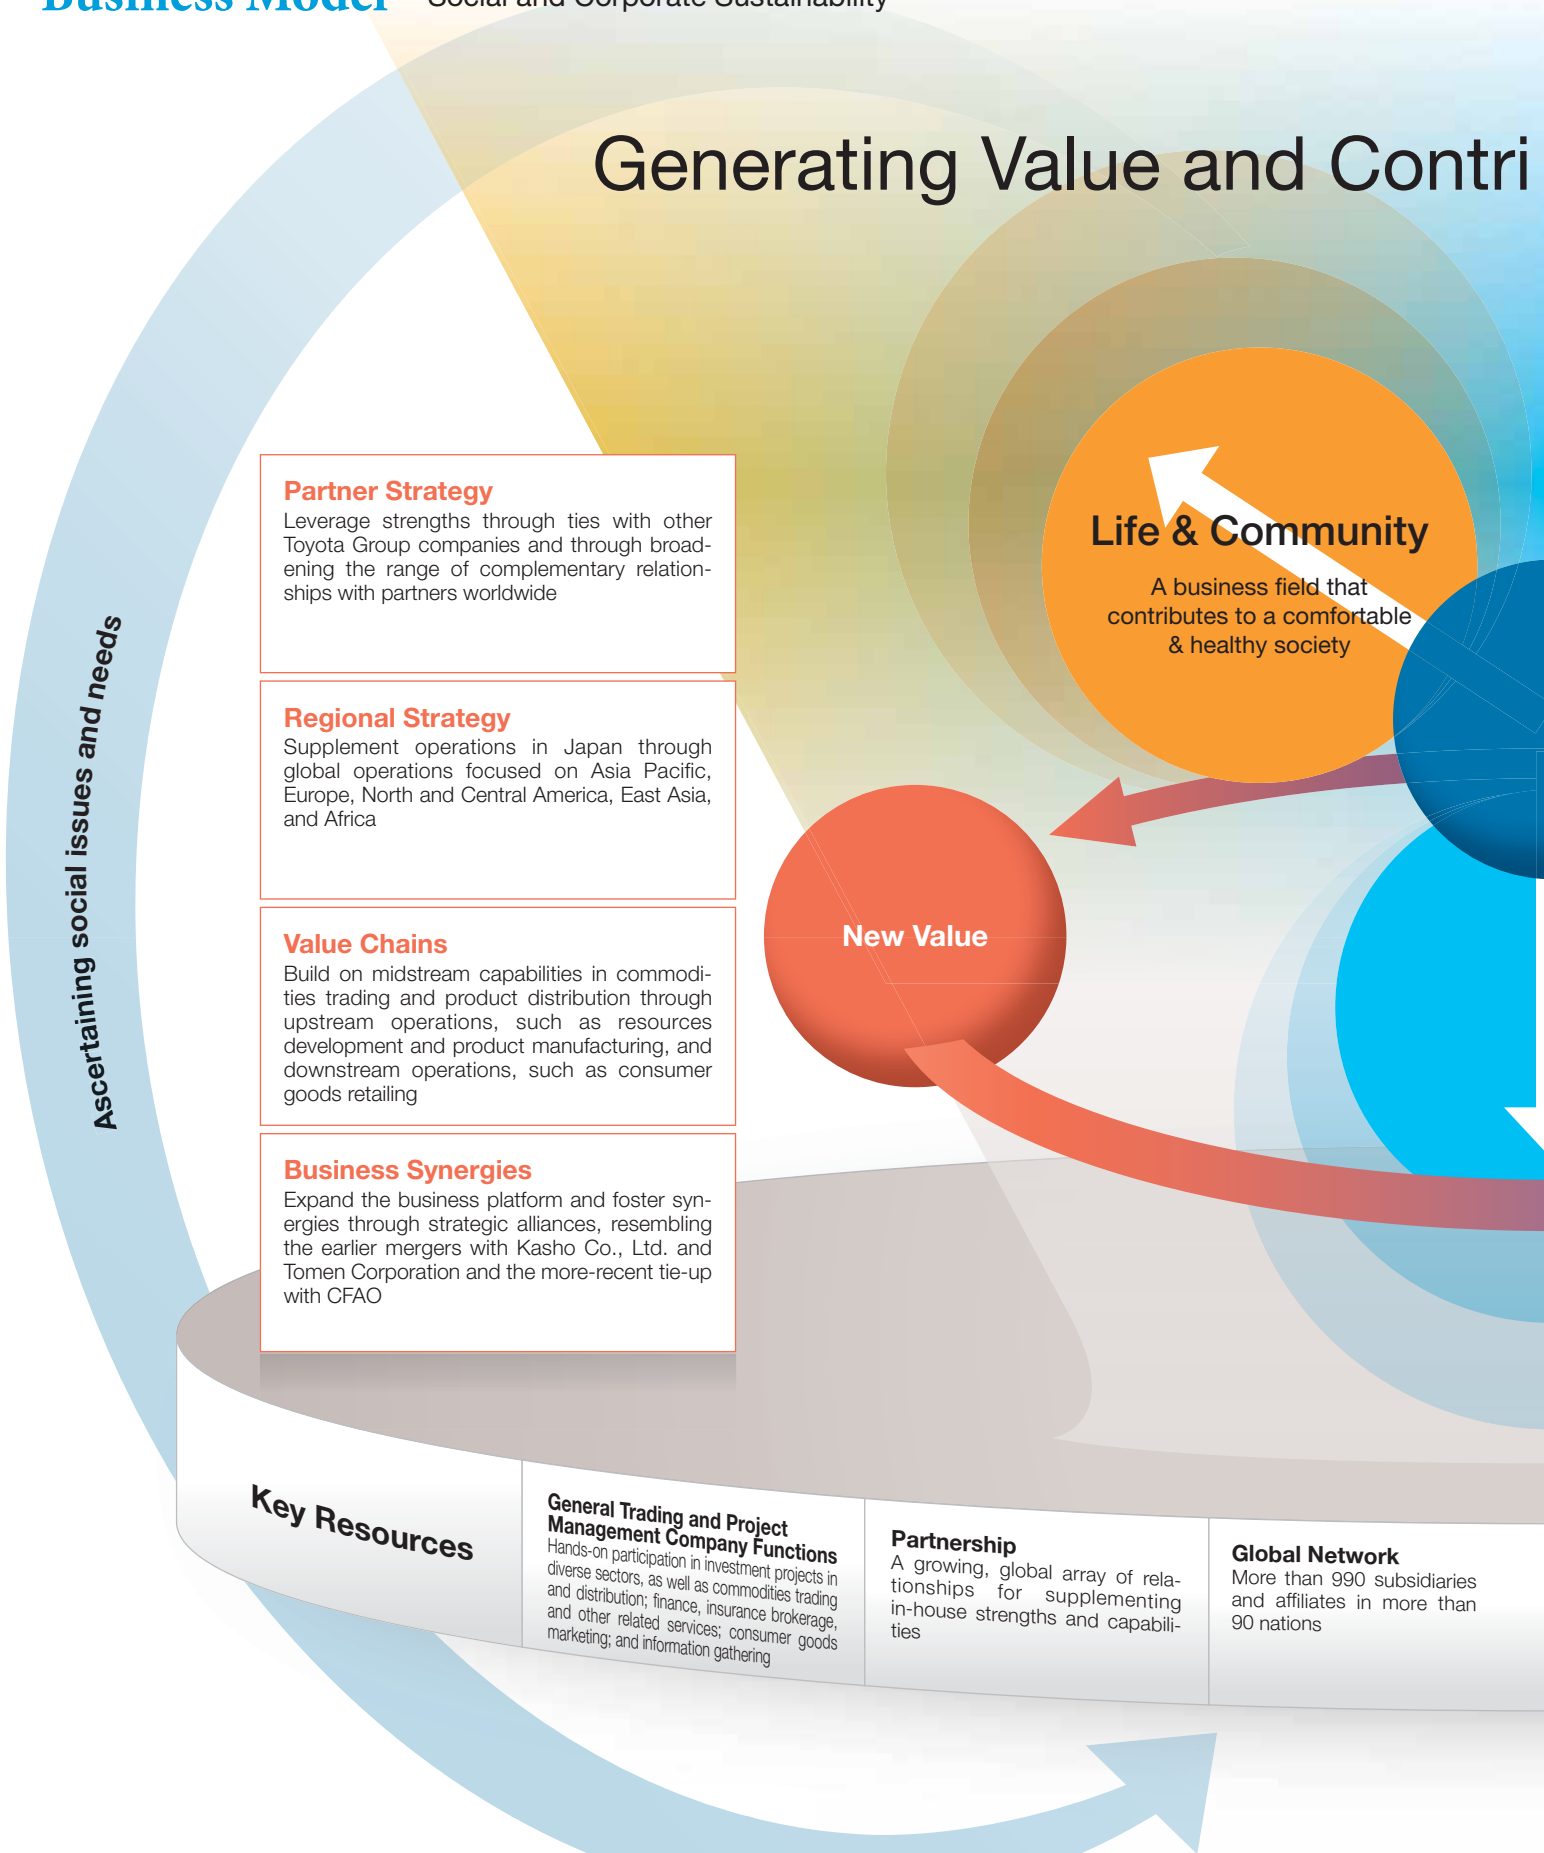 Business Model Social and Corporate Sustainability
Generating Value and Contri
Partner Strategy
Leverage strengths through ties with other
Toyota Group companies and through broad-
ening the range of complementary relation-
ships with partners worldwide
Regional Strategy
Supplement operations in Japan through
global operations focused on Asia Pacific,
Europe, North and Central America, East Asia,
and Africa
Value Chains
Build on midstream capabilities in commodi-
ties trading and product distribution through
upstream operations, such as resources
development and product manufacturing, and
downstream operations, such as consumer
goods retailing
Business Synergies
Expand the business platform and foster syn-
ergies through strategic alliances, resembling
the earlier mergers with Kasho Co., Ltd. and
Tomen Corporation and the more-recent tie-up
with CFAO
Ascertaining social issues and needs
Life & Community
A business field that
contributes to a comfortable
& healthy society
New Value
Key Resources
General Trading and Project
Management Company Functions
Hands-on participation in investment projects in
diverse sectors, as well as commodities trading
and distribution; finance, insurance brokerage,
and other related services; consumer goods
marketing; and information gathering
Partnership
A growing, global array of rela-
tionships for supplementing
in-house strengths and capabili-
ties
Global Network
More than 990 subsidiaries
and affiliates in more than
90 nations